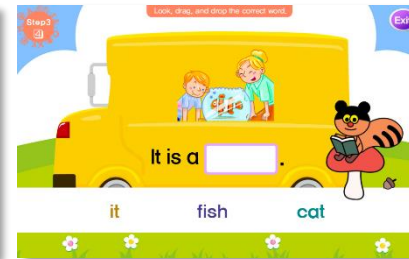 Look, drag, and drop the correct word.
Step3
Exit
It is a .
it fish cat